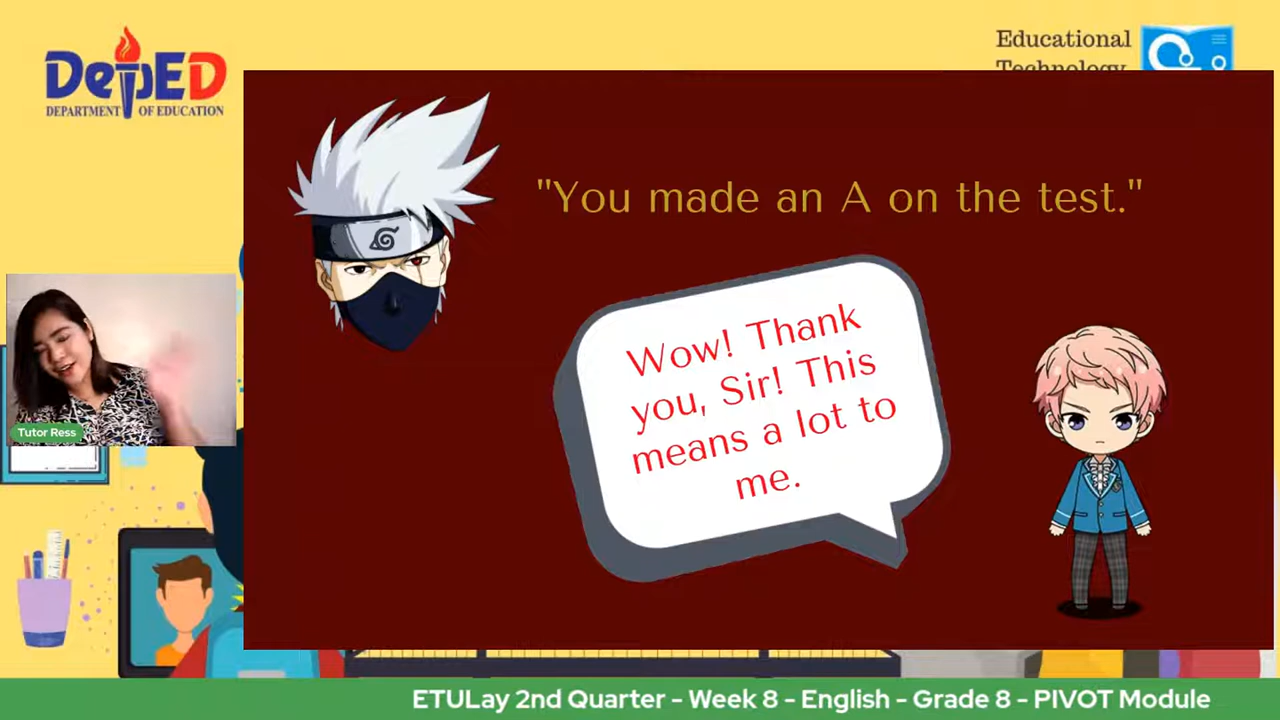 DepED
DEPARTMENT OF EDUCATION
Educational
Technology
"You made an A on the test."
Wow! Thank
you, Sir! This
means a lot to
me.
Tutor Ress
ETULay 2nd Quarter - Week 8 - English - Grade 8 - PIVOT Module